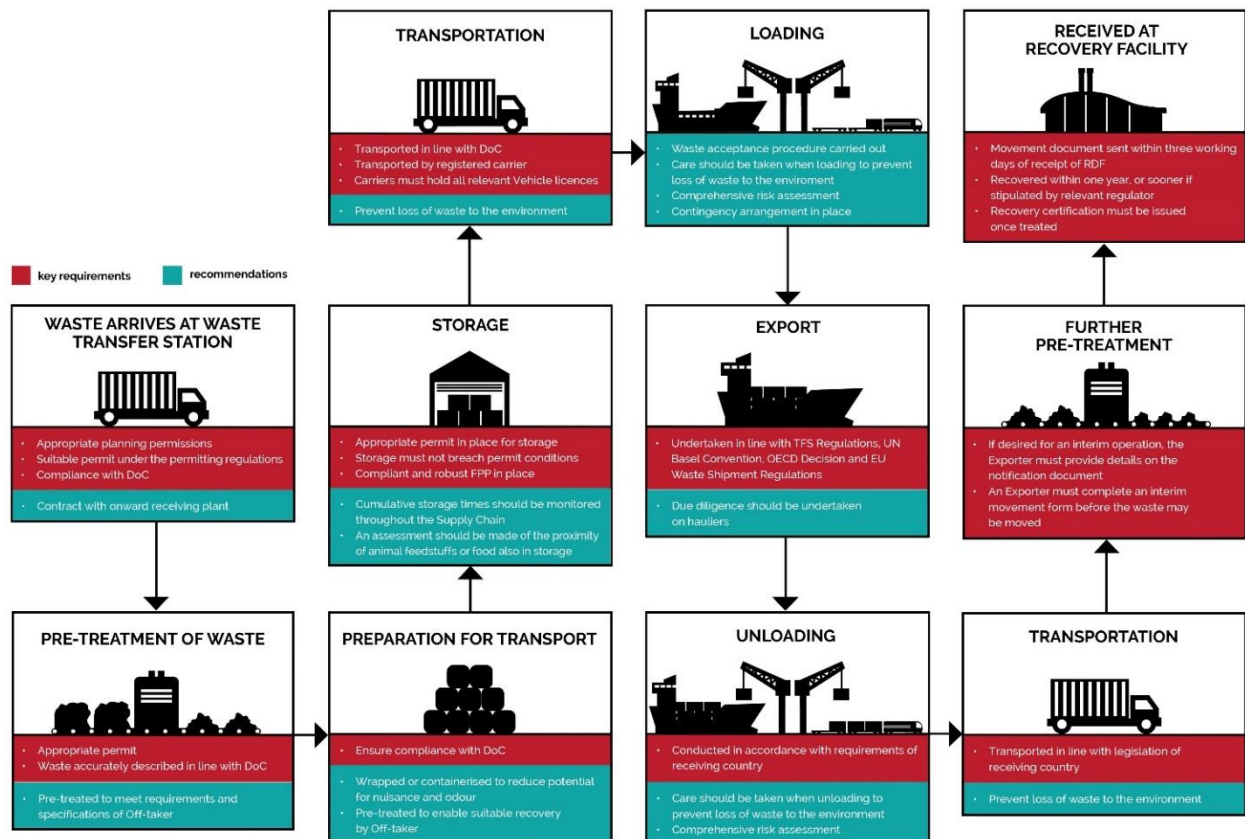 TRANSPORTATION
• Transported in line with DoC
• Transported by registered carrier
• Carriers must hold all relevant Vehicle licences
• Prevent loss of waste to the environment
LOADING
• Waste acceptance procedure carried out
• Care should be taken when loading to prevent
loss of waste to the enviroment
• Comprehensive risk assessment
• Contingency arrangement in place
RECEIVED AT
RECOVERY FACILITY
• Movement document sent within three working
days of receipt of RDF
• Recovered within one year, or sooner if
stipulated by relevant regulator
• Recovery certification must be issued
once treated
key requirements
recommendations
WASTE ARRIVES AT WASTE
TRANSFER STATION
• Appropriate planning permissions
• Suitable permit under the permitting regulations
• Compliance with DoC
• Contract with onward receiving plant
STORAGE
• Appropriate permit in place for storage
• Storage must not breach permit conditions
• Compliant and robust FPP in place
• Cumulative storage times should be monitored
throughout the Supply Chain
• An assessment should be made of the proximity
of animal feedstuffs or food also in storage
EXPORT
• Undertaken in line with TFS Regulations, UN
Basel Convention, OECD Decision and EU
Waste Shipment Regulations
• Due diligence should be undertaken
on hauliers
FURTHER
PRE-TREATMENT
• If desired for an interim operation, the
Exporter must provide details on the
notification document
• An Exporter must complete an interim
movement form before the waste may
be moved
PRE-TREATMENT OF WASTE
• Appropriate permit
• Waste accurately described in line with DoC
• Pre-treated to meet requirements and
specifications of Off-taker
PREPARATION FOR TRANSPORT
• Ensure compliance with DoC
• Wrapped or containerised to reduce potential
for nuisance and odour
• Pre-treated to enable suitable recovery
by Off-taker
UNLOADING
• Conducted in accordance with requirements of
receiving country
• Care should be taken when unloading to
prevent loss of waste to the environment
• Comprehensive risk assessment
TRANSPORTATION
• Transported in line with legislation of
receiving country
• Prevent loss of waste to the environment